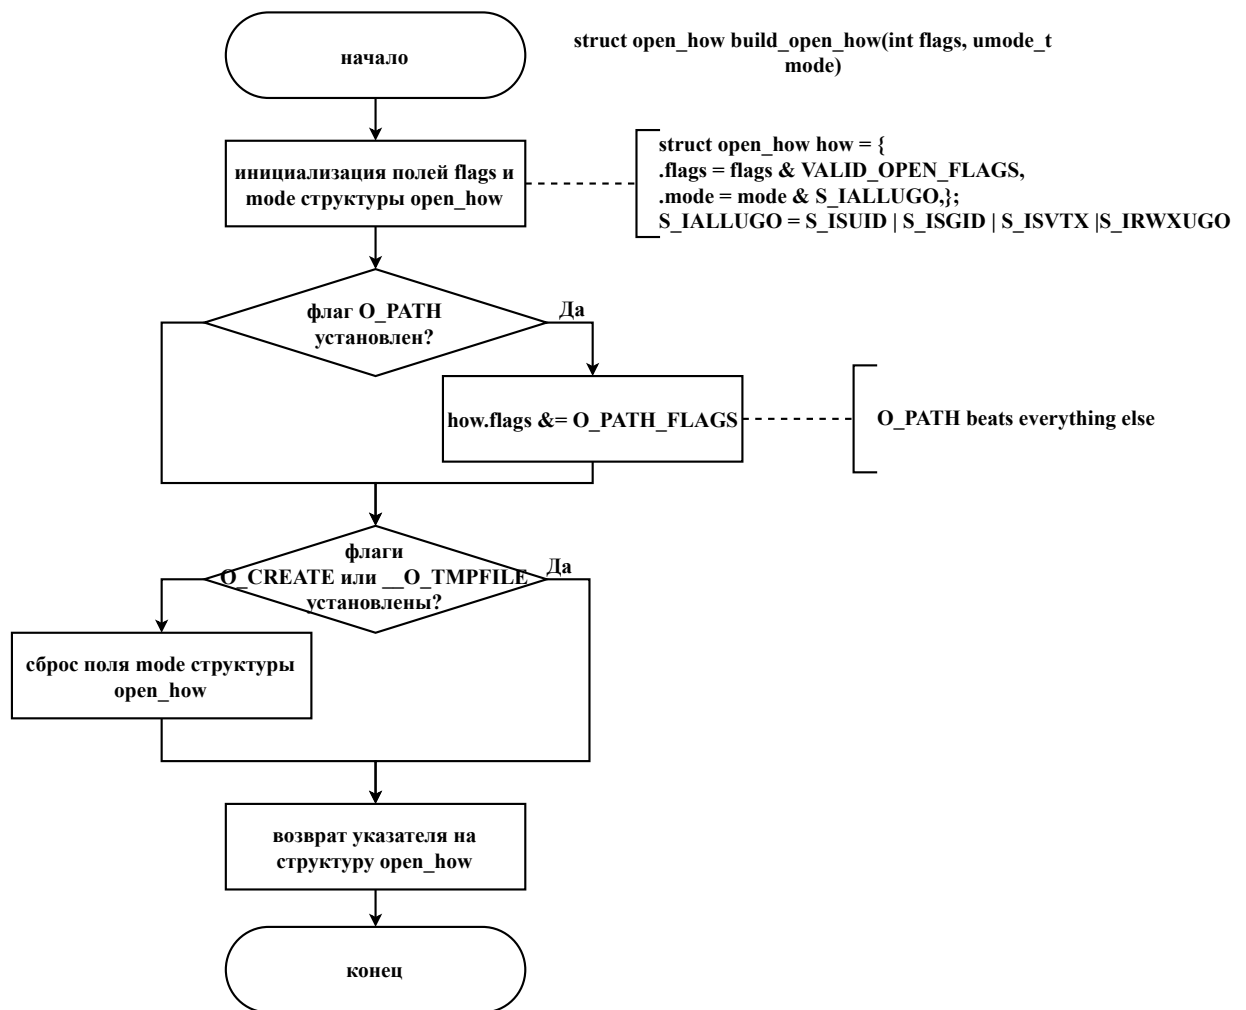 начало
struct open_how build_open_how(int flags, umode_t
mode)
инициализация полей flags и
mode структуры open_how
struct open_how how = {
.flags = flags & VALID_OPEN_FLAGS,
.mode = mode & S_IALLUGO,};
S_IALLUGO = S_ISUID | S_ISGID | S_ISVTX |S_IRWXUGO
флаг O_PATH
установлен?
Да
how.flags &= O_PATH_FLAGS
O_PATH beats everything else
флаги
O_CREATE или __O_TMPFILE
установлены?
Да
сброс поля mode структуры
open_how
возврат указателя на
структуру open_how
конец